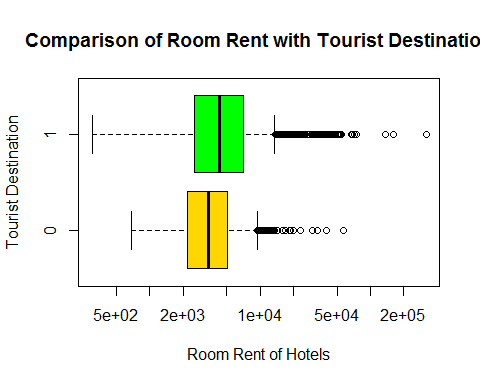 Comparison of Room Rent with Tourist Destinatio
Tourist Destination
1
0
5e+02 2e+03 1e+04 5e+04 2e+05
Room Rent of Hotels